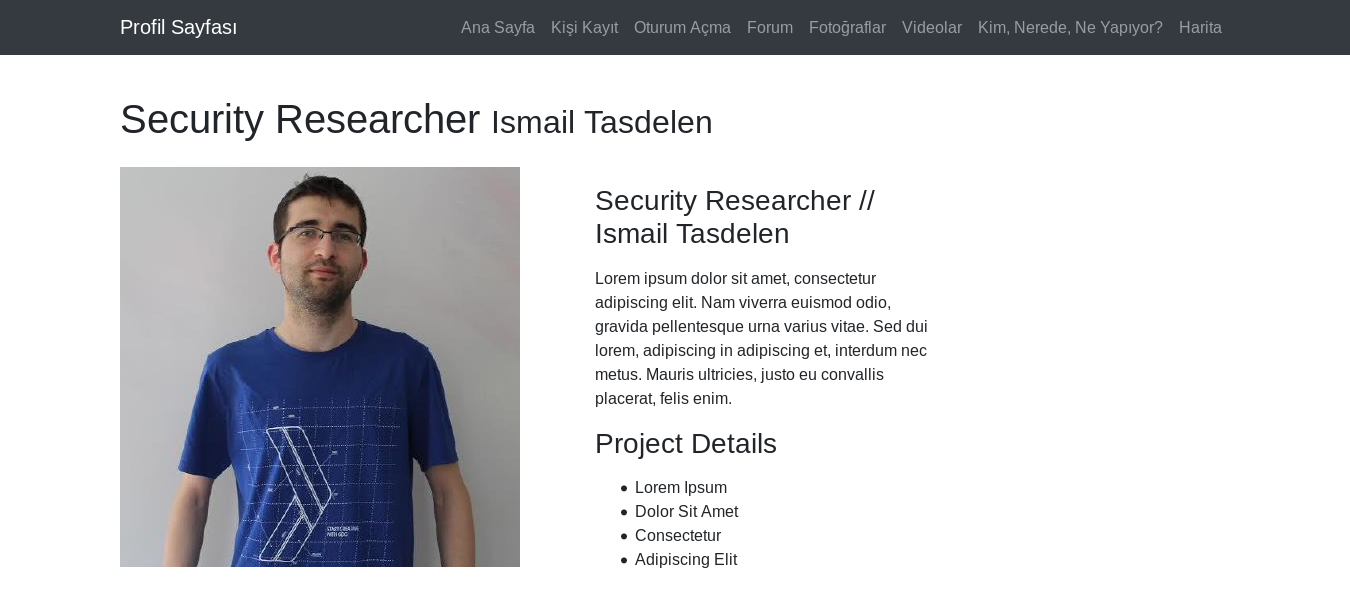 Profil Sayfası
Ana Sayfa Kişi Kayıt Oturum Açma Forum Fotoğraflar Videolar Kim, Nerede, Ne Yapıyor? Harita
Security Researcher Ismail Tasdelen
Security Researcher //
Ismail Tasdelen
Lorem ipsum dolor sit amet, consectetur
adipiscing elit. Nam viverra euismod odio,
gravida pellentesque urna varius vitae. Sed dui
lorem, adipiscing in adipiscing et, interdum nec
metus. Mauris ultricies, justo eu convallis
placerat, felis enim.
Project Details
Lorem Ipsum
Dolor Sit Amet
Consectetur
Adipiscing Elit